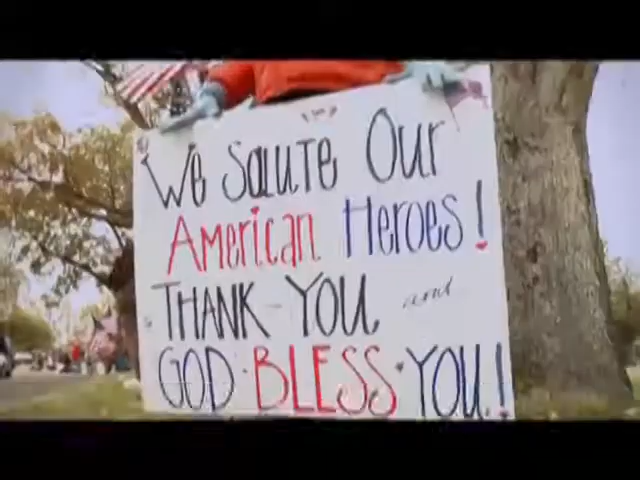 We Salute Our
American Heroes!
THANK YOU and
GOD BLESS YOU!